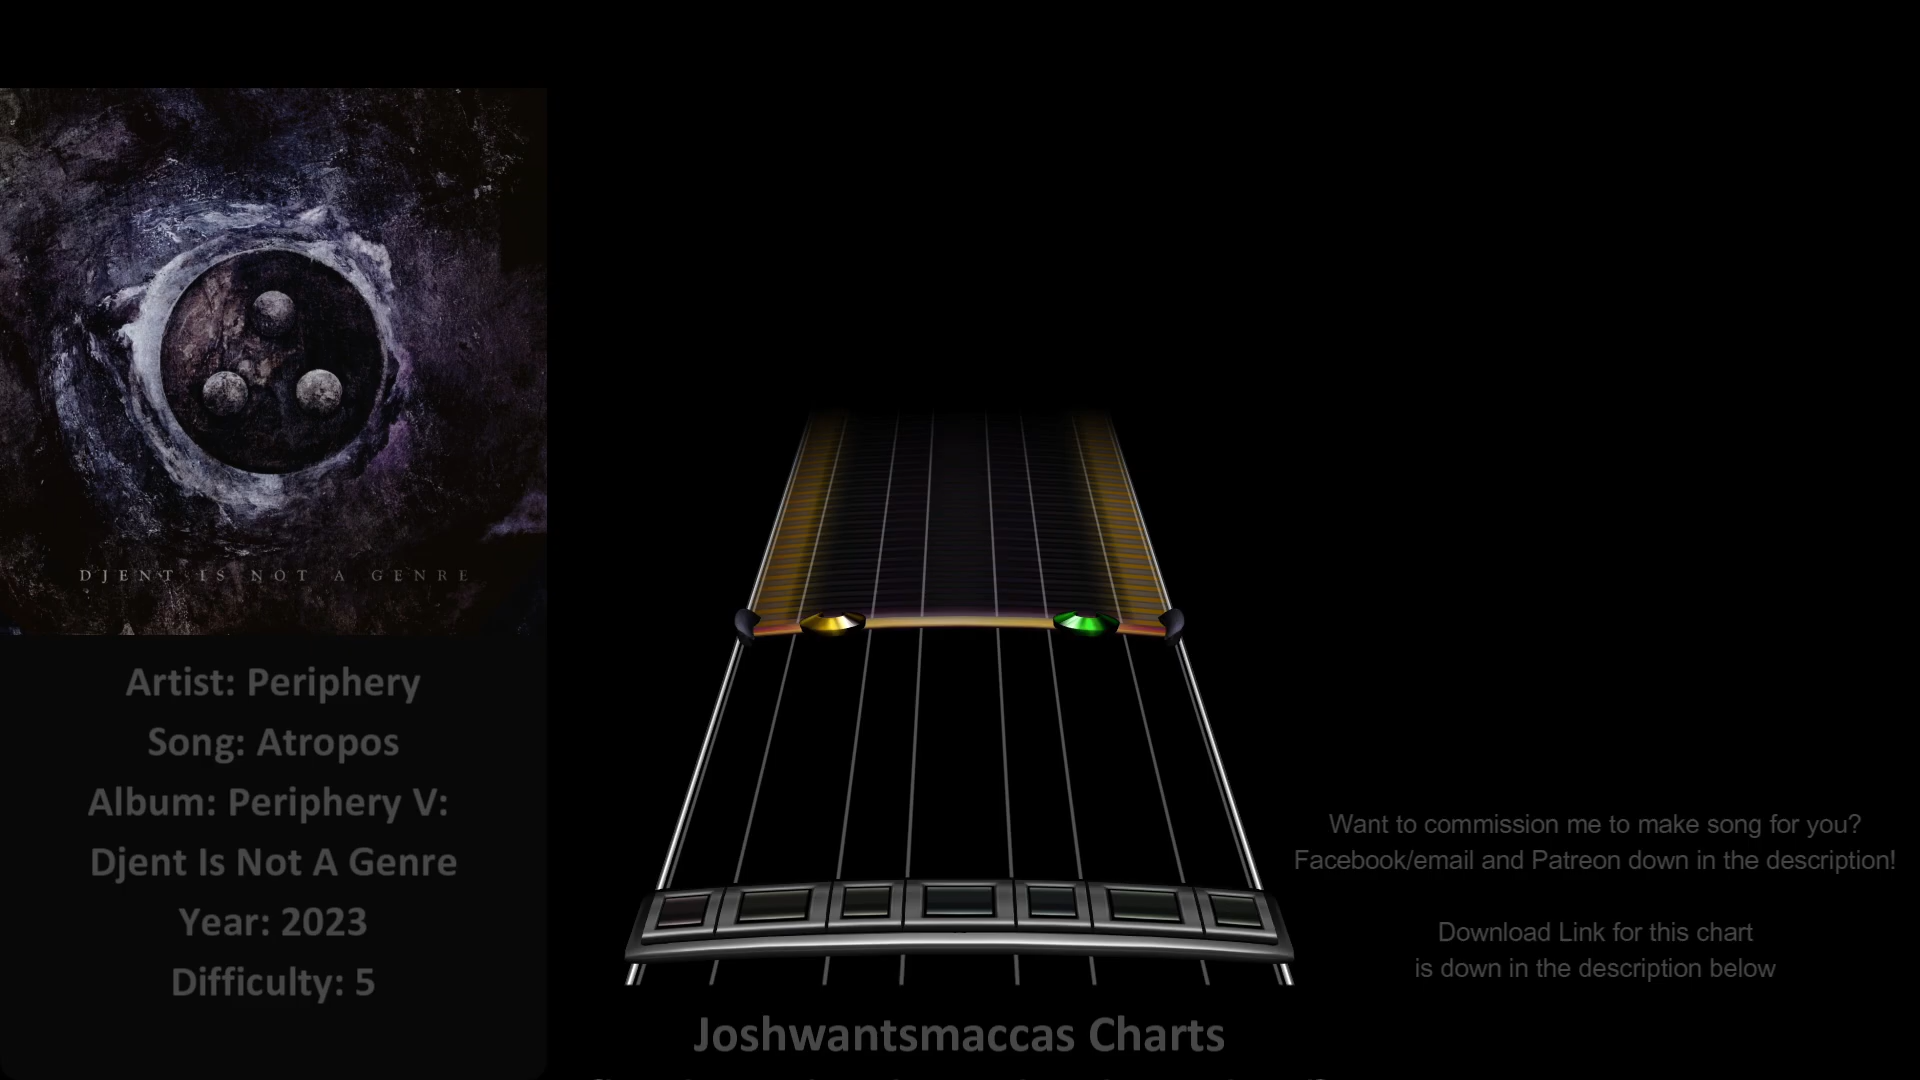 DJENT IS NOT A GENRE
Artist: Periphery
Song: Atropos
Album: Periphery V:
Djent Is Not A Genre
Year: 2023
Difficulty: 5
Want to commission me to make song for you?
Facebook/email and Patreon down in the description!
Download Link for this chart
is down in the description below
Joshwantsmaccas Charts